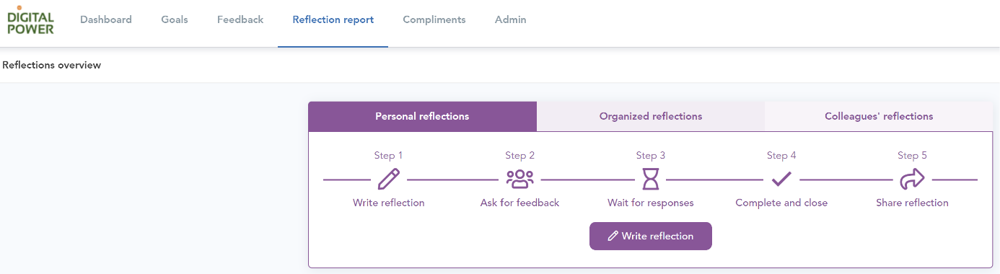 DIGITAL
POWER
Dashboard Goals Feedback Reflection report Compliments Admin
Reflections overview
Personal reflections Organized reflections Colleagues' reflections
Step 1 Step 2 Step 3 Step 4 Step 5
Write reflection Ask for feedback Wait for responses Complete and close Share reflection
Write reflection